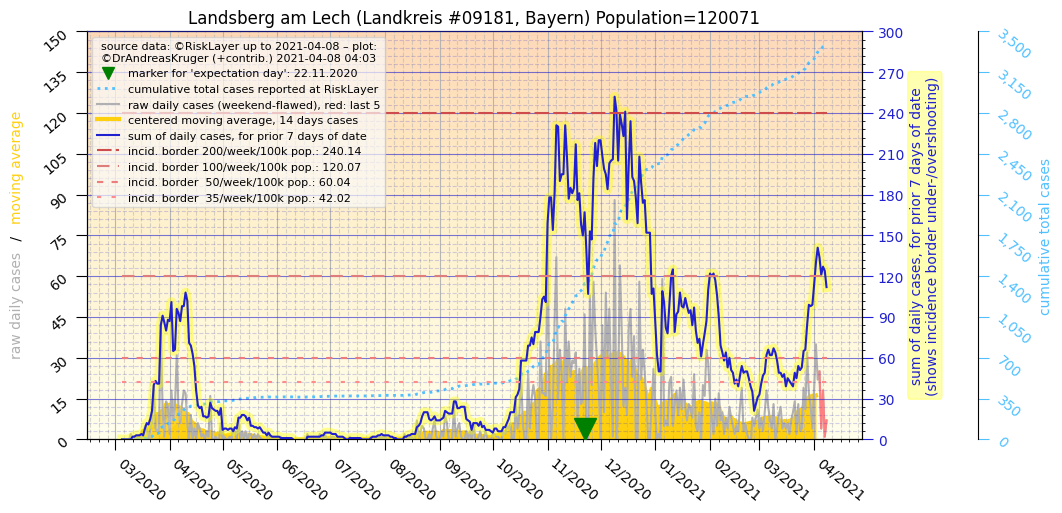 Landsberg am Lech (Landkreis #09181, Bayern) Population=120071
source data: ©RiskLayer up to 2021-04-08 – plot:
©DrAndreasKruger (+contrib.) 2021-04-08 04:03
marker for 'expectation day': 22.11.2020
cumulative total cases reported at RiskLayer
raw daily cases (weekend-flawed), red: last 5
centered moving average, 14 days cases
sum of daily cases, for prior 7 days of date
incid. border 200/week/100k pop.: 240.14
incid. border 100/week/100k pop.: 120.07
incid. border 50/week/100k pop.: 60.04
incid. border 35/week/100k pop.: 42.02
raw daily cases / moving average
150
135
120
105
90
75
60
45
30
15
0
03/2020
04/2020
05/2020
06/2020
07/2020
08/2020
09/2020
10/2020
11/2020
12/2020
01/2021
02/2021
03/2021
04/2021
300
270
240
210
180
150
120
90
60
30
0
sum of daily cases, for prior 7 days of date
(shows incidence border under-/overshooting)
3,500
3,150
2,800
2,450
2,100
1,750
1,400
1,050
700
350
0
cumulative total cases